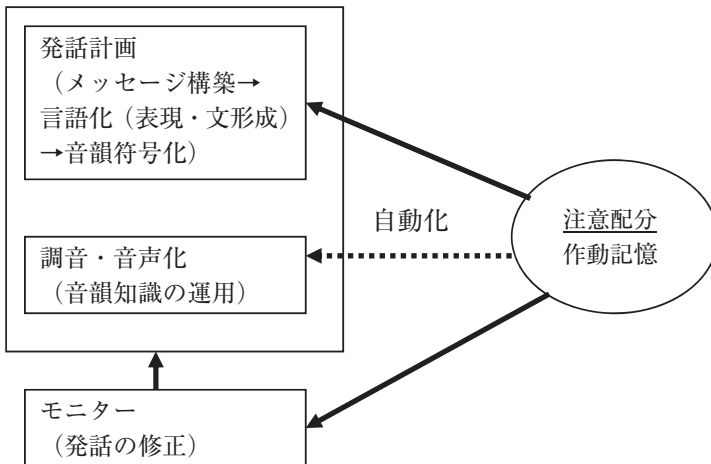 発話計画
（メッセージ構築→
言語化（表現・文形成）
→音韻符号化）
自動化
注意配分
作動記憶
調音・音声化
（音韻知識の運用）
モニター
（発話の修正）